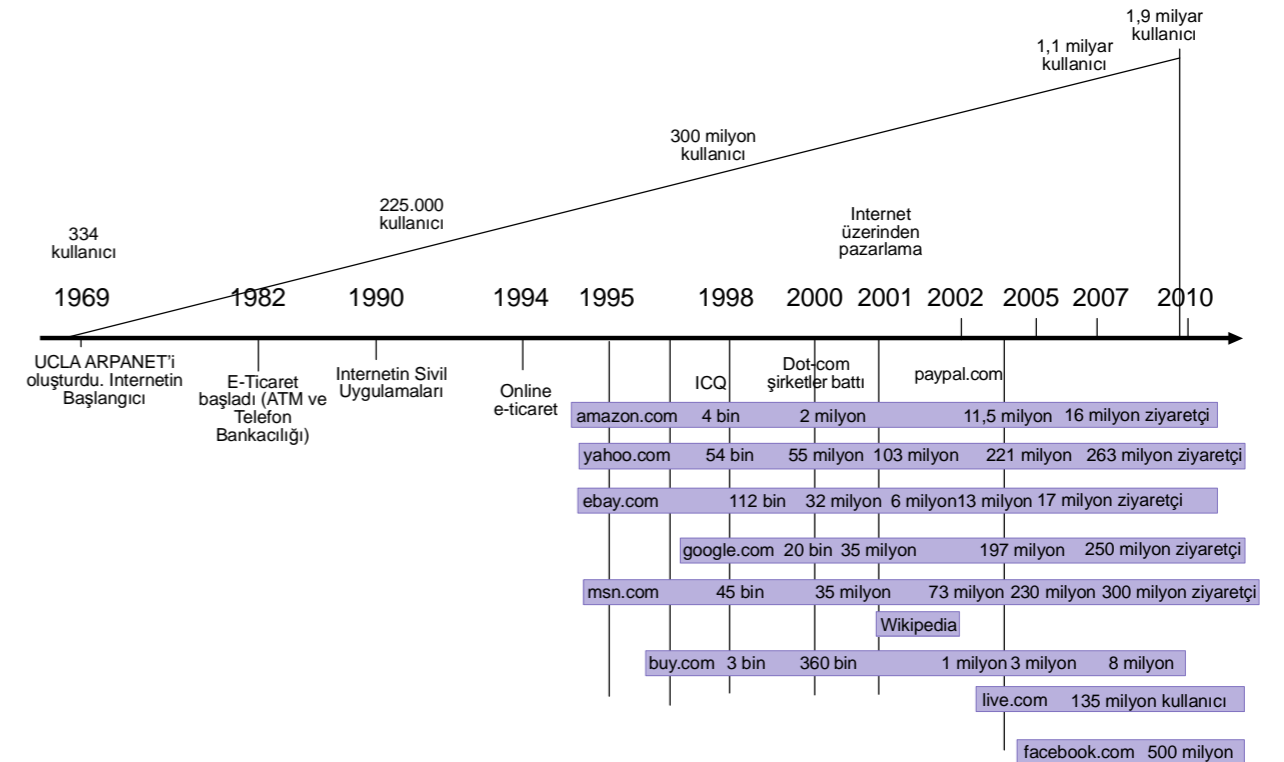 1,9 milyar
kullanıcı
1,1 milyar
kullanıcı
300 milyon
kullanıcı
225.000
kullanıcı
334
kullanıcı
Internet
üzerinden
pazarlama
1969 1982 1990 1994 1995 1998 2000 2001 2002 2005 2007 2010
UCLA ARPANET’i
oluşturdu. Internetin
Başlangıcı
E-Ticaret
başladı (ATM ve
Telefon
Bankacılığı)
Internetin Sivil
Uygulamaları
Online
e-ticaret
ICQ
Dot-com
şirketler battı
paypal.com
amazon.com 4 bin 2 milyon 11,5 milyon 16 milyon ziyaretçi
yahoo.com 54 bin 55 milyon 103 milyon 221 milyon 263 milyon ziyaretçi
ebay.com 112 bin 32 milyon 6 milyon 13 milyon 17 milyon ziyaretçi
google.com 20 bin 35 milyon 197 milyon 250 milyon ziyaretçi
msn.com 45 bin 35 milyon 73 milyon 230 milyon 300 milyon ziyaretçi
Wikipedia
buy.com 3 bin 360 bin 1 milyon 3 milyon 8 milyon
live.com 135 milyon kullanıcı
facebook.com 500 milyon